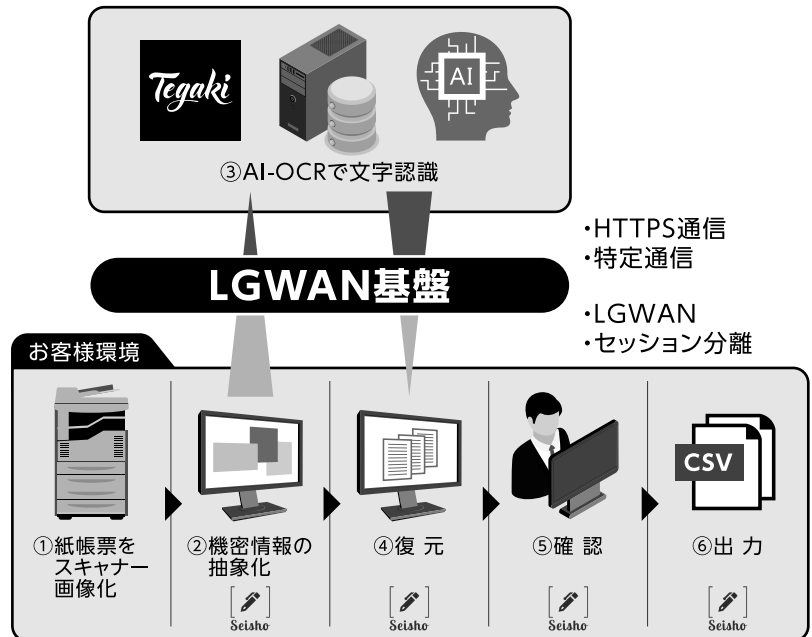 Tegaki
AI
③AI-OCRで文字認識
LGWAN基盤
・HTTPS通信
・特定通信
・LGWAN
・セッション分離
お客様環境
①紙帳票を
スキャナー
画像化
②機密情報の
抽象化
Seisho
④復 元
Seisho
⑤確 認
Seisho
CSV
⑥出 力
Seisho